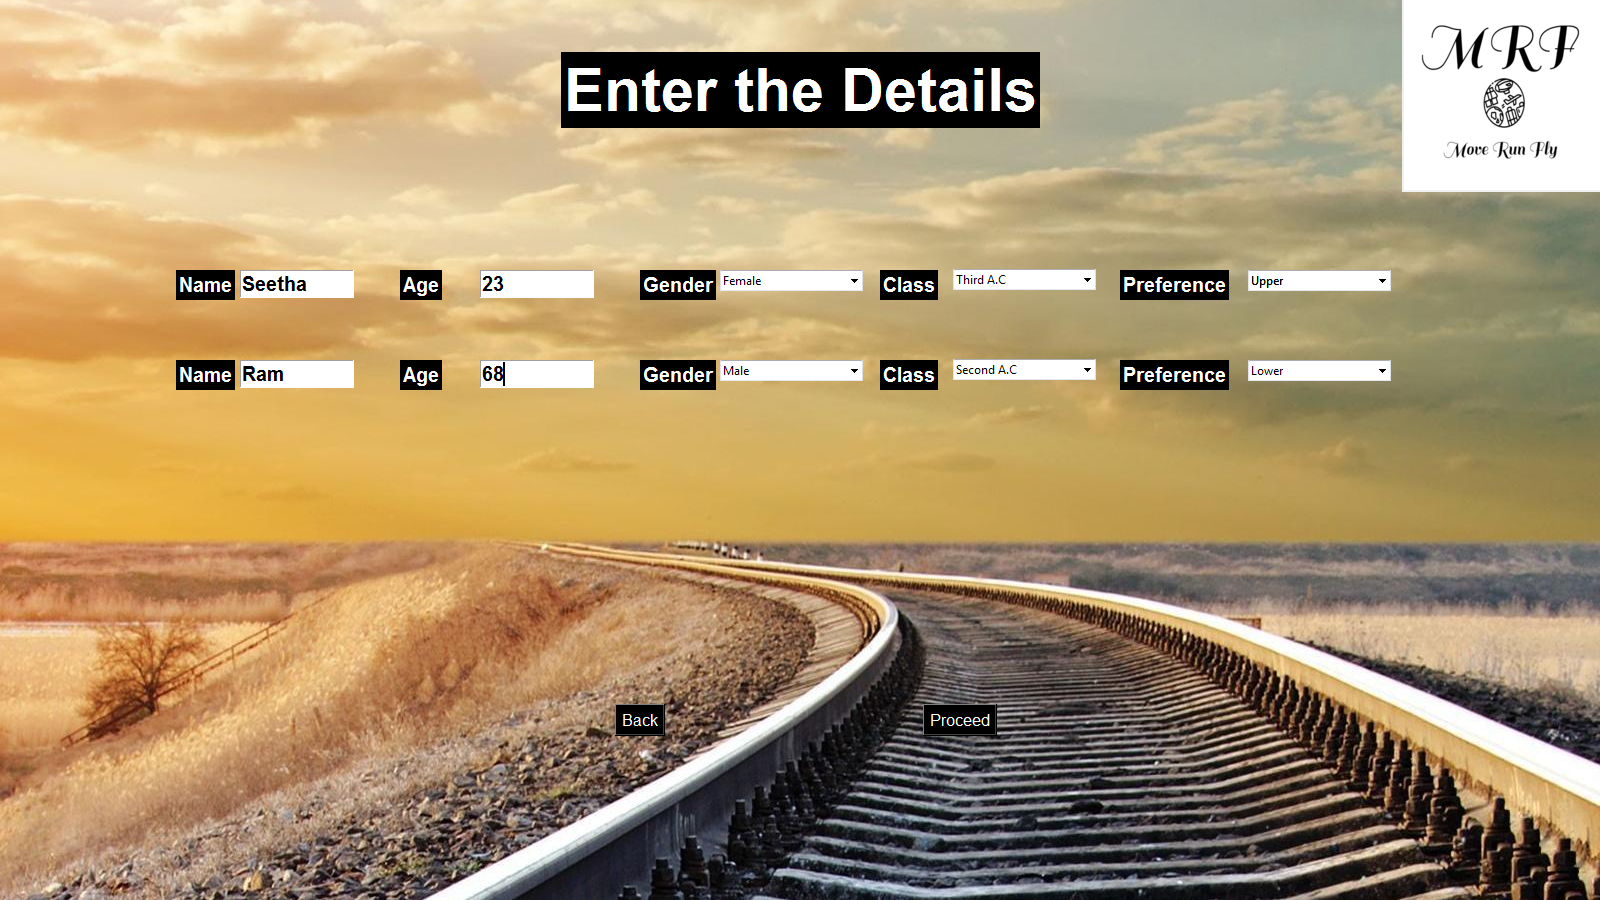 MRF
Move Run Fly
Enter the Details
Name Seetha Age 23 Gender Female Class Third A.C Preference Upper
Name Ram Age 68 Gender Male Class Second A.C Preference Lower
Back Proceed